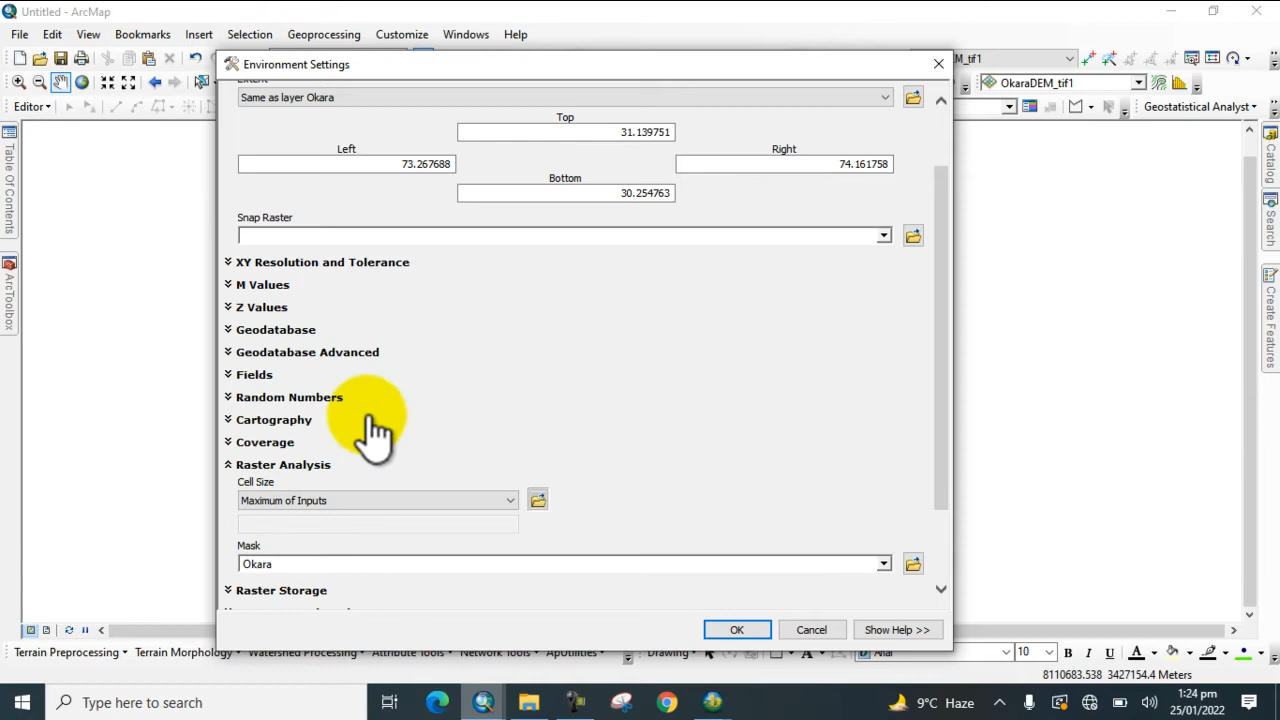 Untitled - ArcMap
File Edit View Bookmarks Insert Selection Geoprocessing Customize Windows Help
Environment Settings
EM_tif1
OkaraDEM_tif1
Editor
Geostatistical Analyst
Extent
Same as layer Okara
Top
31.139751
Left
Right
73.267688
74.161758
Bottom
30.254763
Snap Raster
XY Resolution and Tolerance
M Values
Z Values
Geodatabase
Geodatabase Advanced
Fields
Random Numbers
Cartography
Coverage
Raster Analysis
Cell Size
Maximum of Inputs
Mask
Okara
Raster Storage
OK Cancel Show Help >>
Table Of Contents
ArcToolbox
Catalog
Search
Create Features
Terrain Preprocessing Terrain Morphology Watershed Processing Attribute Tools Network Tools ApUtilities Drawing Arial 10 B I U A
8110683.538 3427154.4 Meters
Type here to search
9°C Haze
1:24 pm
25/01/2022